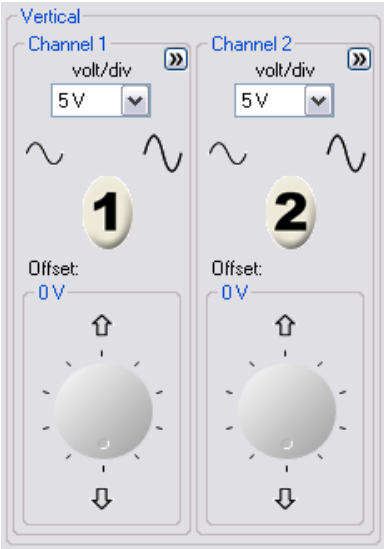 Vertical
Channel 1
volt/div
5 V
1
Offset:
0 V
Channel 2
volt/div
5 V
2
Offset:
0 V